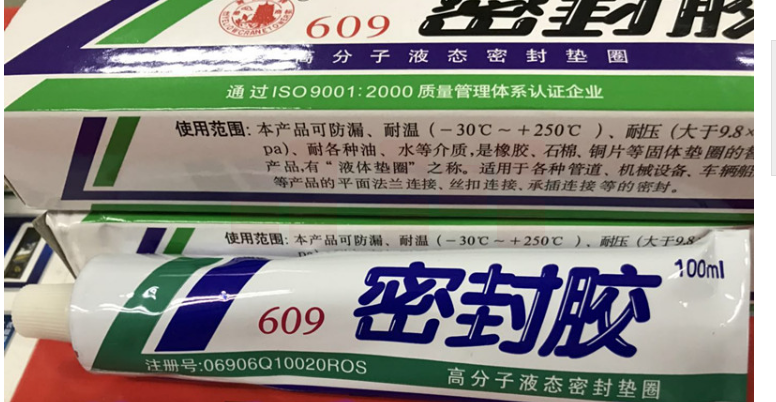 609 密封胶
高分子液态密封垫圈
通过ISO9001:2000质量管理体系认证企业
使用范围:本产品可防漏、耐温(-30℃~+250℃)、耐压(大于9.8×
pa)、耐各种油、水等介质,是橡胶、石棉、铜片等固体垫圈的替
产品,有“液体垫圈”之称。适用于各种管道、机械设备、车辆船
等产品的平面法兰连接、丝扣连接、承插连接等的密封。
使用范围:本产品可防漏、耐温(-30℃~+250℃)、耐压(大于9.8
100ml
609 密封胶
注册号:06906Q10020ROS
高分子液态密封垫圈